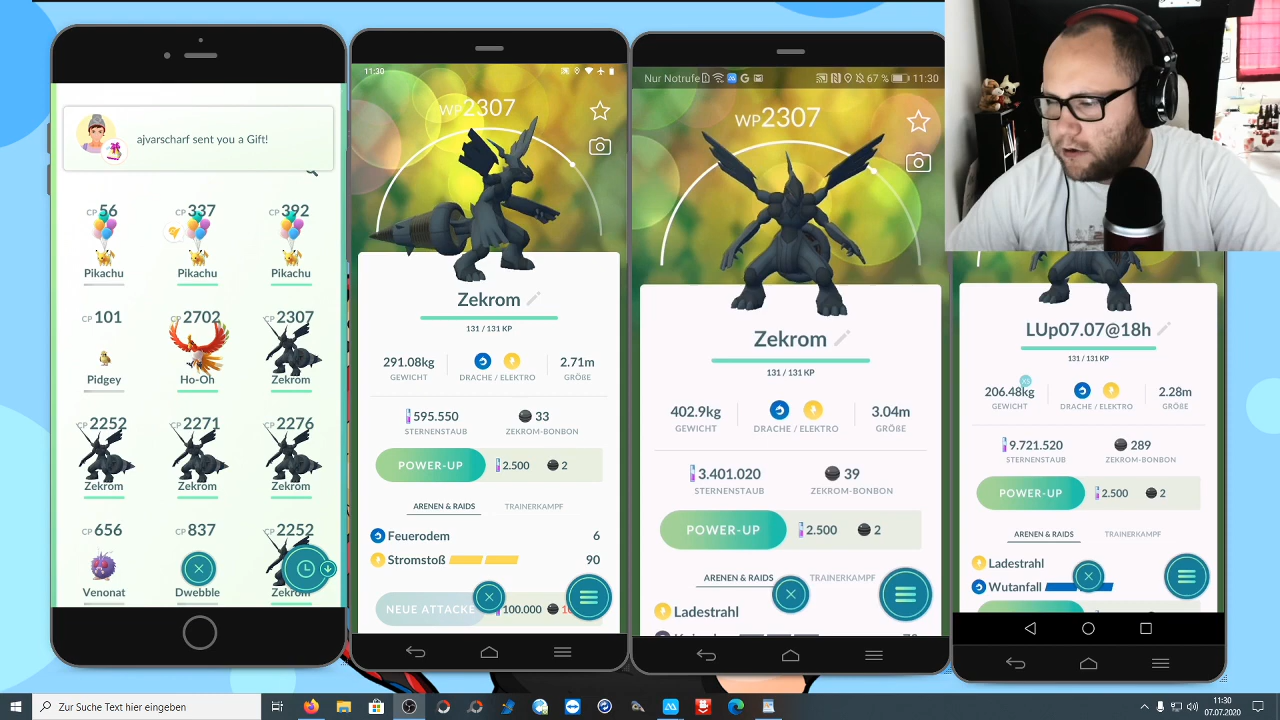 ajvarscharf sent you a Gift!
CP 56
CP 337
CP 392
Pikachu
Pikachu
Pikachu
CP 101
CP 2702
CP 2307
Pidgey
Ho-Oh
Zekrom
CP 2252
CP 2271
CP 2276
Zekrom
Zekrom
Zekrom
656
837
2252
Venonat
Dwebble
Zekrom
11:30
WP2307
Zekrom
131 / 131 KP
291.08kg
GEWICHT
DRACHE / ELEKTRO
2.71m
GRÖßE
595.550
STERNENSTAUB
33
ZEKROM-BONBON
POWER-UP
2.500
2
ARENEN & RAIDS
TRAINERKAMPF
Feuerodem 6
Stromstoß 90
NEUE ATTACKE
100.000
Nur Notrufe
67 % 11:30
WP2307
Zekrom
131 / 131 KP
402.9kg
GEWICHT
DRACHE / ELEKTRO
3.04m
GRÖßE
3.401.020
STERNENSTAUB
39
ZEKROM-BONBON
POWER-UP
2.500
2
ARENEN & RAIDS
TRAINERKAMPF
Ladestrahl
LUp07.07@18h
131 / 131 KP
206.48kg
GEWICHT
DRACHE / ELEKTRO
2.28m
GRÖßE
9.721.520
STERNENSTAUB
289
ZEKROM-BONBON
POWER-UP
2.500
2
ARENEN & RAIDS
TRAINERKAMPF
Ladestrahl
Wutanfall
Zur Suche Text hier eingeben
11:30
07.07.2020